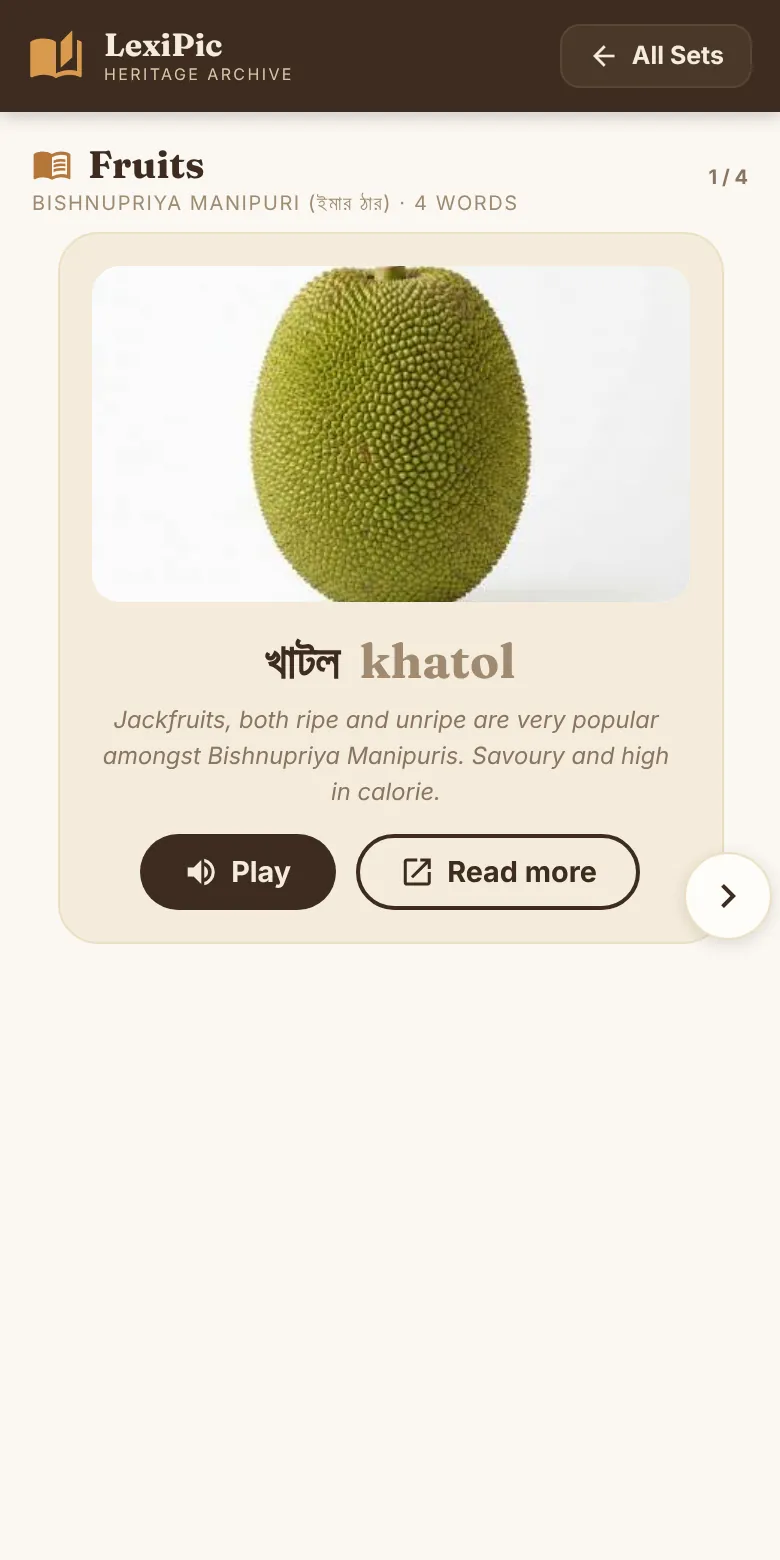 LexiPic
HERITAGE ARCHIVE
All Sets
Fruits
1 / 4
BISHNUPRIYA MANIPURI (ইমার ঠার) · 4 WORDS
খাটল khatol
Jackfruits, both ripe and unripe are very popular
amongst Bishnupriya Manipuris. Savoury and high
in calorie.
Play
Read more